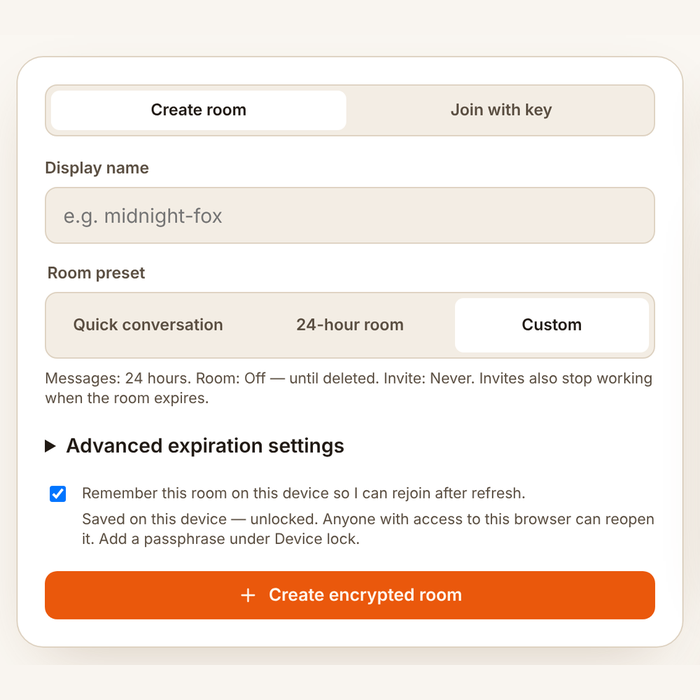 Create room
Join with key
Display name
e.g. midnight-fox
Room preset
Quick conversation
24-hour room
Custom
Messages: 24 hours. Room: Off — until deleted. Invite: Never. Invites also stop working
when the room expires.
Advanced expiration settings
Remember this room on this device so I can rejoin after refresh.
Saved on this device — unlocked. Anyone with access to this browser can reopen
it. Add a passphrase under Device lock.
Create encrypted room